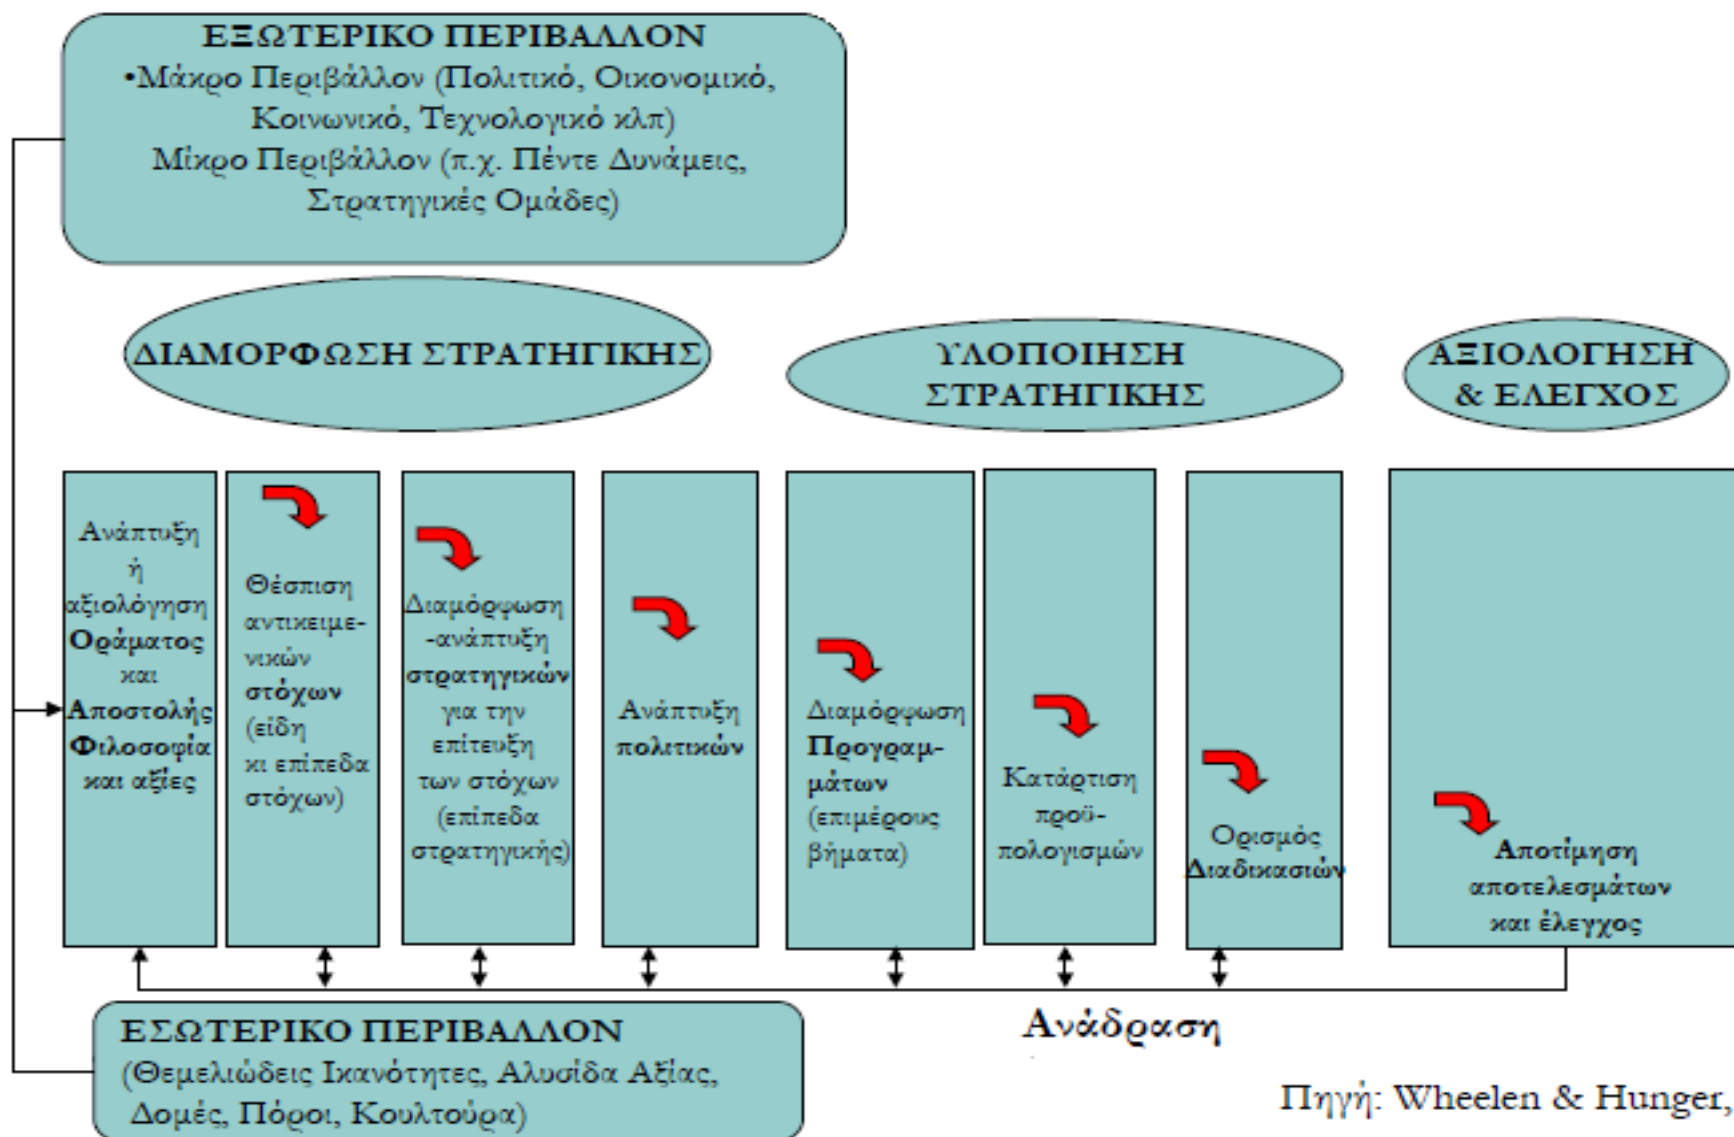 ΕΞΩΤΕΡΙΚΟ ΠΕΡΙΒΑΛΛΟΝ
•Μάκρο Περιβάλλον (Πολιτικό, Οικονομικό,
Κοινωνικό, Τεχνολογικό κλπ)
Μίκρο Περιβάλλον (π.χ. Πέντε Δυνάμεις,
Στρατηγικές Ομάδες)
ΔΙΑΜΟΡΦΩΣΗ ΣΤΡΑΤΗΓΙΚΗΣ
ΥΛΟΠΟΙΗΣΗ
ΣΤΡΑΤΗΓΙΚΗΣ
ΑΞΙΟΛΟΓΗΣΗ
& ΕΛΕΓΧΟΣ
Ανάπτυξη
ή
αξιολόγηση
Οράματος
και
Αποστολής
Φιλοσοφία
και αξίες
Θέσπιση
αντικειμε-
νικών
στόχων
(είδη
κι επίπεδα
στόχων)
Διαμόρφωση
-ανάπτυξη
στρατηγικών
για την
επίτευξη
των στόχων
(επίπεδα
στρατηγικής)
Ανάπτυξη
πολιτικών
Διαμόρφωση
Προγραμ-
μάτων
(επιμέρους
βήματα)
Κατάρτιση
προϋ-
πολογισμών
Ορισμός
Διαδικασιών
Αποτίμηση
αποτελεσμάτων
και έλεγχος
Ανάδραση
ΕΣΩΤΕΡΙΚΟ ΠΕΡΙΒΑΛΛΟΝ
(Θεμελιώδεις Ικανότητες, Αλυσίδα Αξίας,
Δομές, Πόροι, Κουλτούρα)
Πηγή: Wheelen & Hunger,